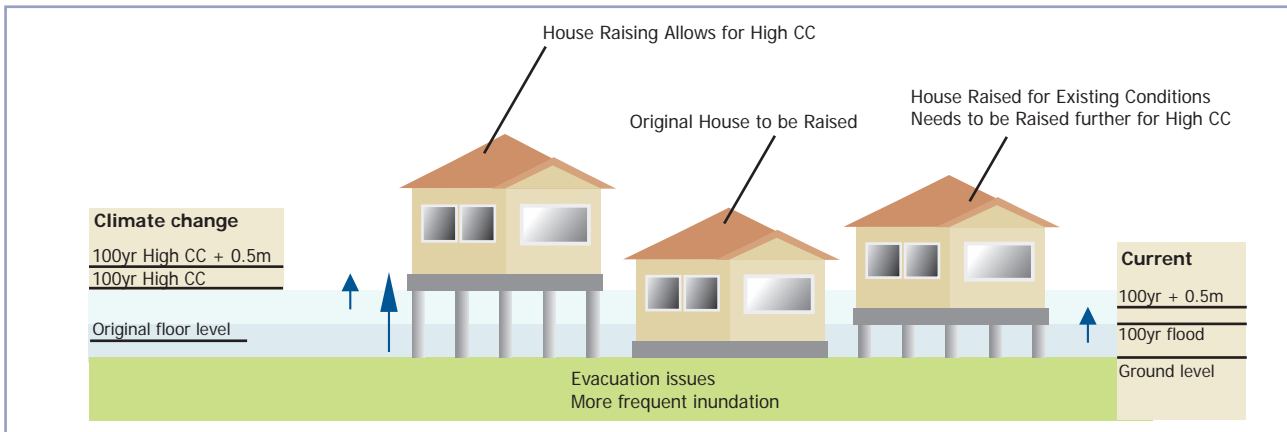 House Raising Allows for High CC
Original House to be Raised
House Raised for Existing Conditions
Needs to be Raised further for High CC
Climate change
100yr High CC + 0.5m
100yr High CC
Original floor level
Current
100yr + 0.5m
100yr flood
Ground level
Evacuation issues
More frequent inundation